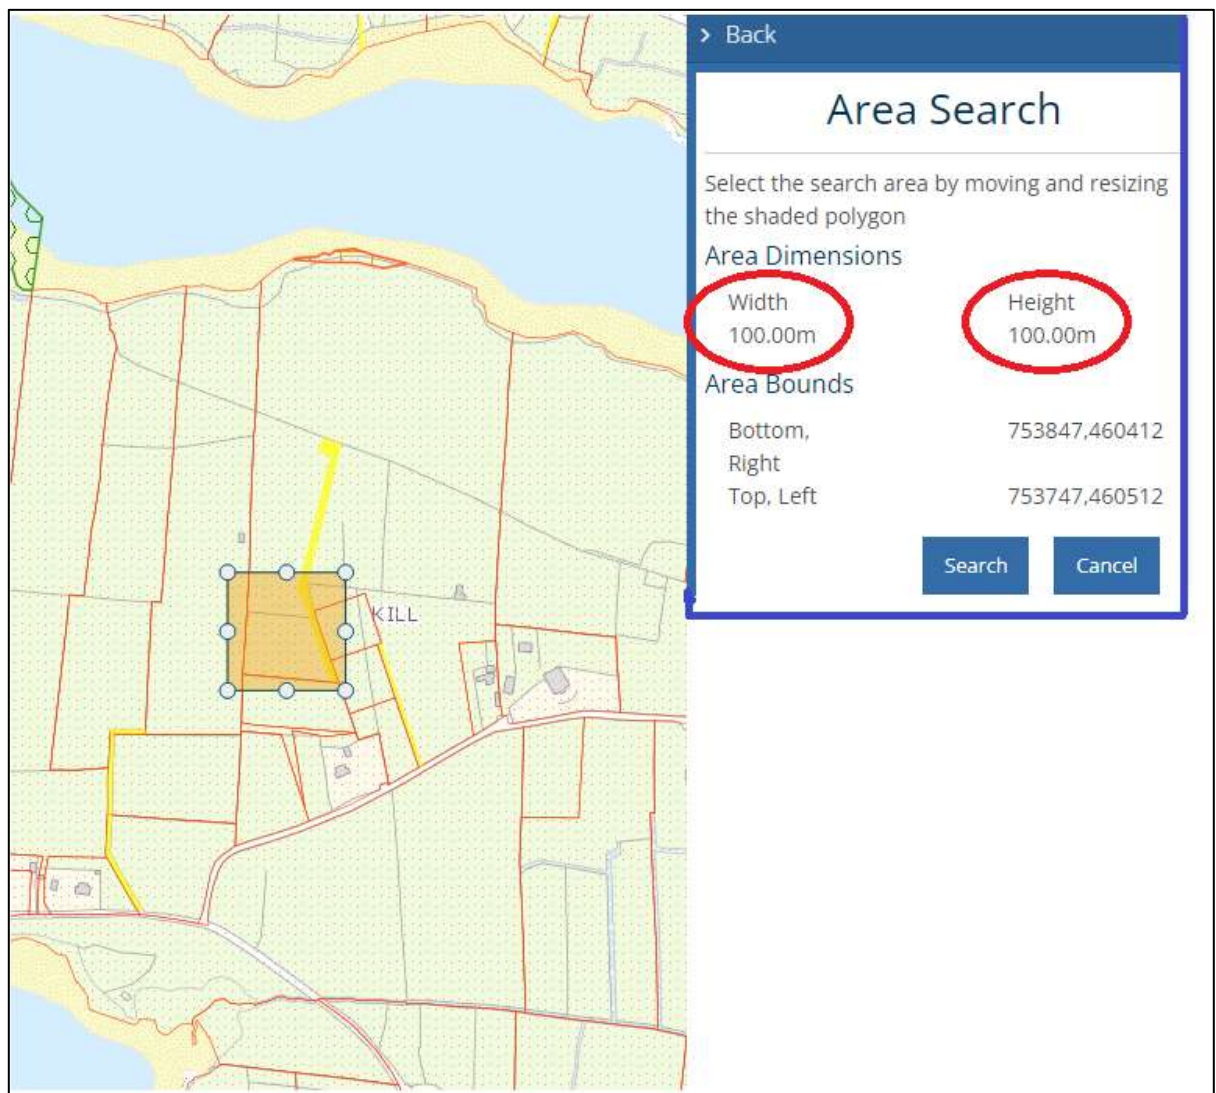 > Back
Area Search
Select the search area by moving and resizing
the shaded polygon
Area Dimensions
Width Height
100.00m 100.00m
Area Bounds
Bottom, 753847,460412
Right
Top, Left 753747,460512
Search Cancel
KILL